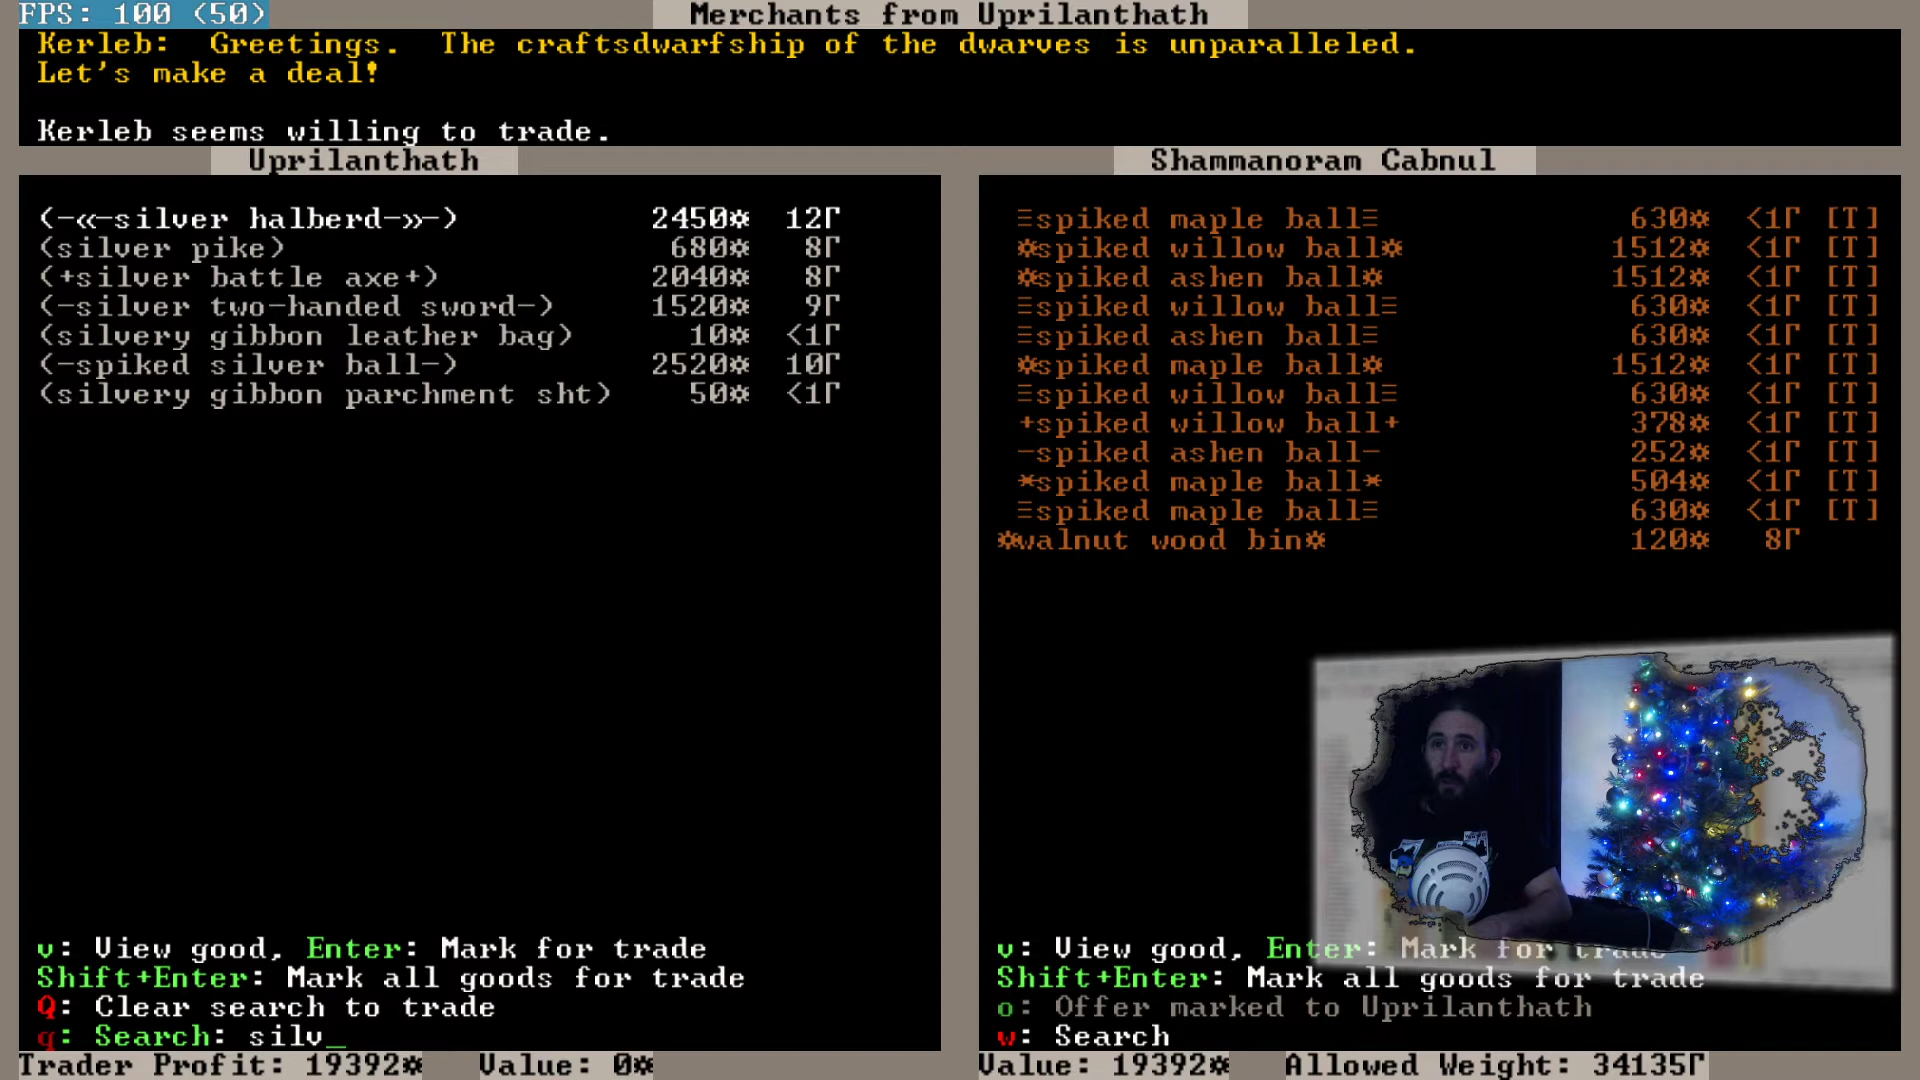 FPS: 100 (50)
Merchants from Uprilanthath
Kerleb: Greetings. The craftsdwarfship of the dwarves is unparalleled.
Let's make a deal!
Kerleb seems willing to trade.
Uprilanthath
(-«-silver halberd-»-) 2450☼ 12Γ
(silver pike) 680☼ 8Γ
(+silver battle axe+) 2040☼ 8Γ
(-silver two-handed sword-) 1520☼ 9Γ
(silvery gibbon leather bag) 10☼ <1Γ
(-spiked silver ball-) 2520☼ 10Γ
(silvery gibbon parchment sht) 50☼ <1Γ
v: View good, Enter: Mark for trade
Shift+Enter: Mark all goods for trade
Q: Clear search to trade
q: Search: silv_
Trader Profit: 19392☼ Value: 0☼
Shammanoram Cabnul
≡spiked maple ball≡ 630☼ <1Γ [T]
☼spiked willow ball☼ 1512☼ <1Γ [T]
☼spiked ashen ball☼ 1512☼ <1Γ [T]
≡spiked willow ball≡ 630☼ <1Γ [T]
≡spiked ashen ball≡ 630☼ <1Γ [T]
☼spiked maple ball☼ 1512☼ <1Γ [T]
≡spiked willow ball≡ 630☼ <1Γ [T]
+spiked willow ball+ 378☼ <1Γ [T]
-spiked ashen ball- 252☼ <1Γ [T]
*spiked maple ball* 504☼ <1Γ [T]
≡spiked maple ball≡ 630☼ <1Γ [T]
☼walnut wood bin☼ 120☼ 8Γ
v: View good, Enter: Mark for trade
Shift+Enter: Mark all goods for trade
o: Offer marked to Uprilanthath
w: Search
Value: 19392☼ Allowed Weight: 34135Γ